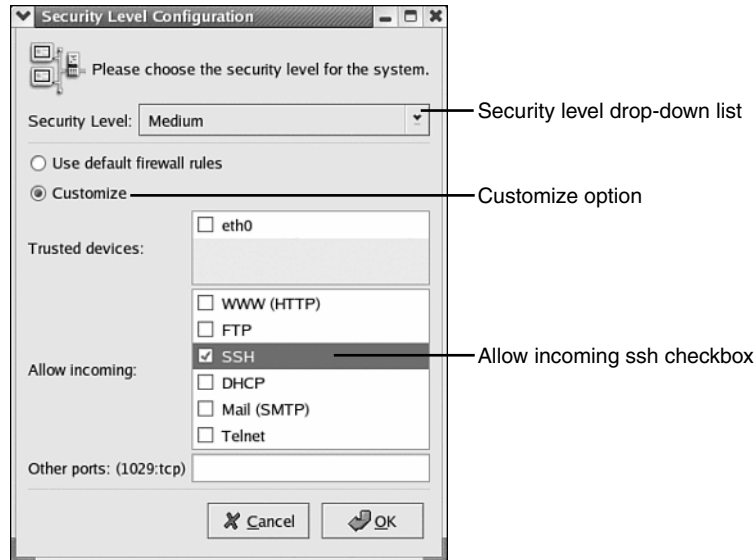 Security Level Configuration
Please choose the security level for the system.
Security Level: Medium
Security level drop-down list
Use default firewall rules
Customize
Customize option
Trusted devices:
eth0
Allow incoming:
WWW (HTTP)
FTP
SSH
Allow incoming ssh checkbox
DHCP
Mail (SMTP)
Telnet
Other ports: (1029:tcp)
Cancel
OK